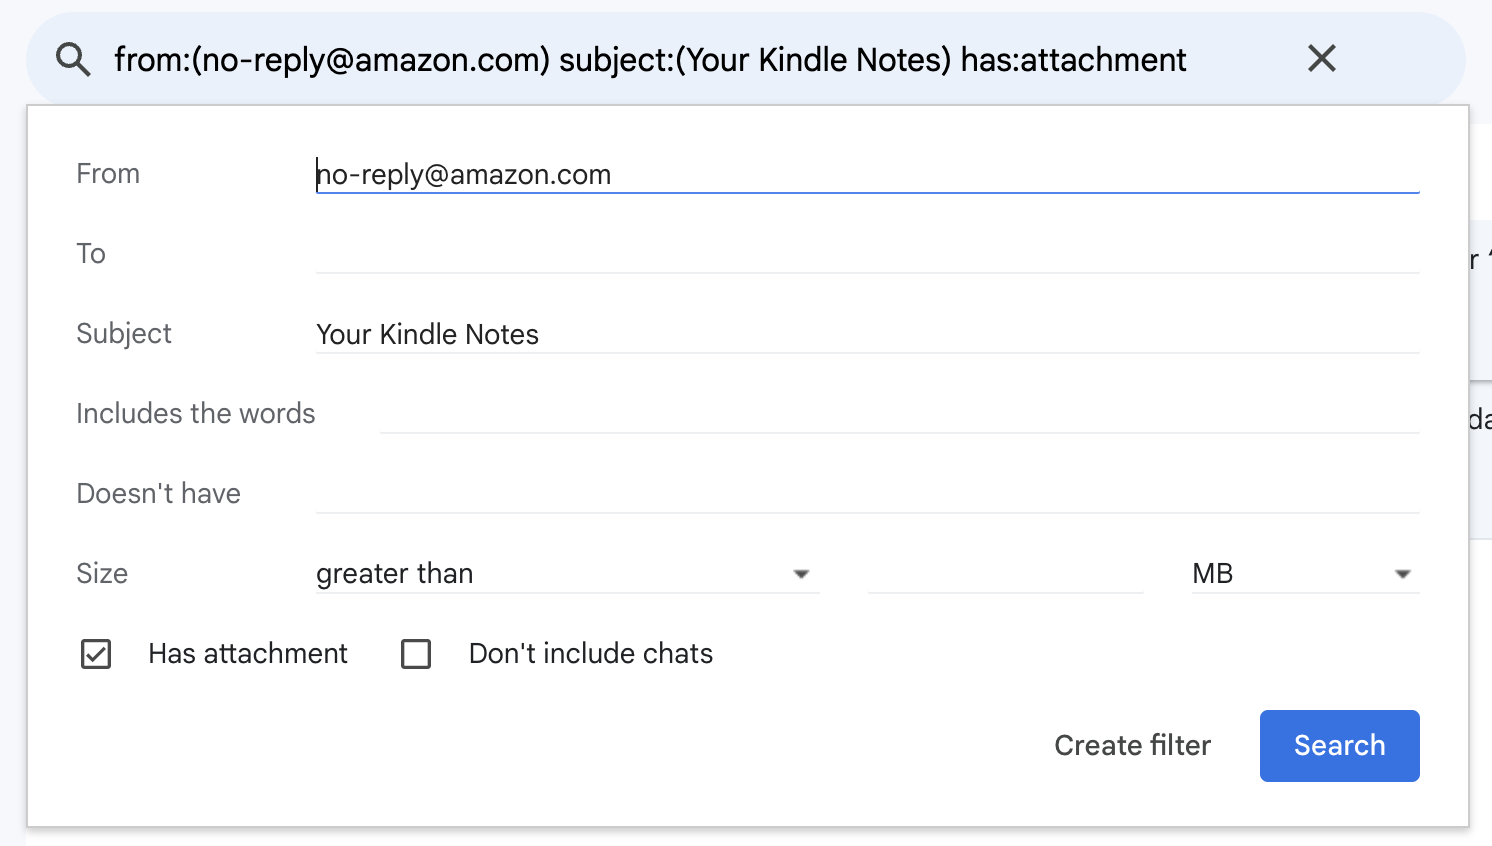 from:(no-reply@amazon.com) subject:(Your Kindle Notes) has:attachment
From no-reply@amazon.com
To
Subject Your Kindle Notes
Includes the words
Doesn't have
Size greater than MB
Has attachment Don't include chats
Create filter Search